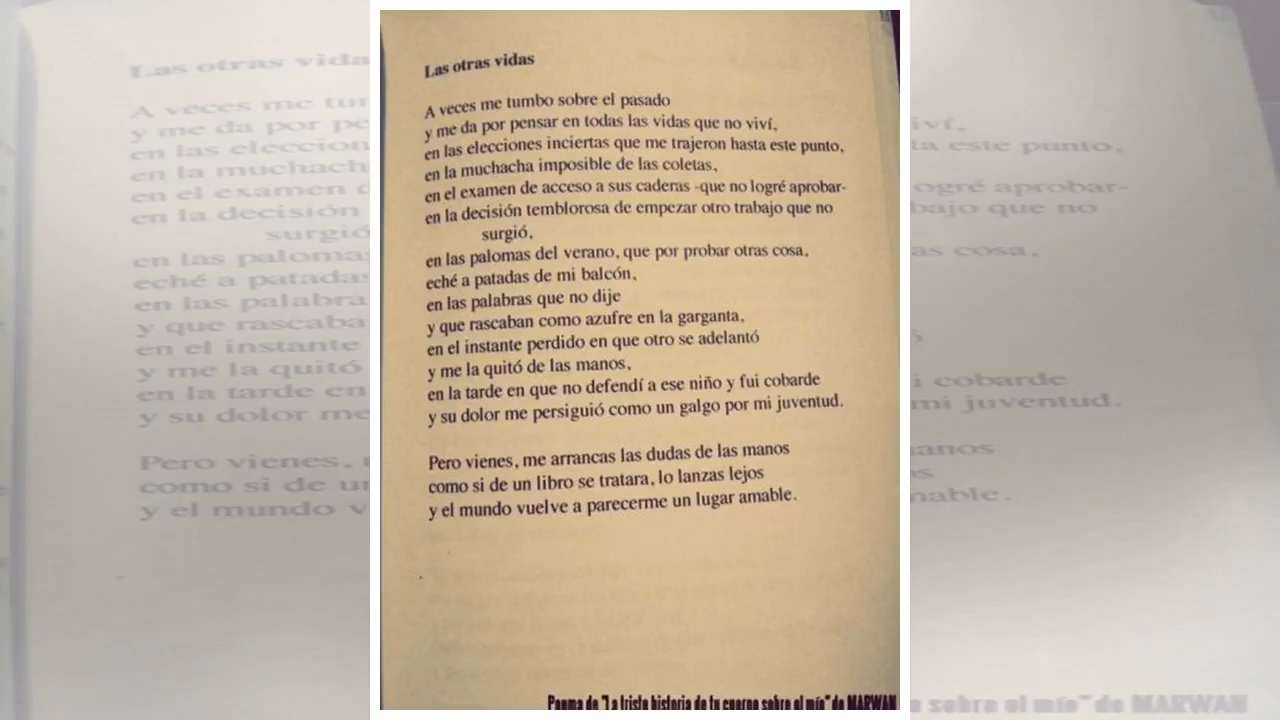 Las otras vidas
A veces me tumbo sobre el pasado
y me da por pensar en todas las vidas que no viví,
en las elecciones inciertas que me trajeron hasta este punto,
en la muchacha imposible de las coletas,
en el examen de acceso a sus caderas -que no logré aprobar-
en la decisión temblorosa de empezar otro trabajo que no
surgió,
en las palomas del verano, que por probar otras cosa,
eché a patadas de mi balcón,
en las palabras que no dije
y que rascaban como azufre en la garganta,
en el instante perdido en que otro se adelantó
y me la quitó de las manos,
en la tarde en que no defendí a ese niño y fui cobarde
y su dolor me persiguió como un galgo por mi juventud.
Pero vienes, me arrancas las dudas de las manos
como si de un libro se tratara, lo lanzas lejos
y el mundo vuelve a parecerme un lugar amable.
Poema de "La triste historia de tu cuerpo sobre el mío" de MARWAN